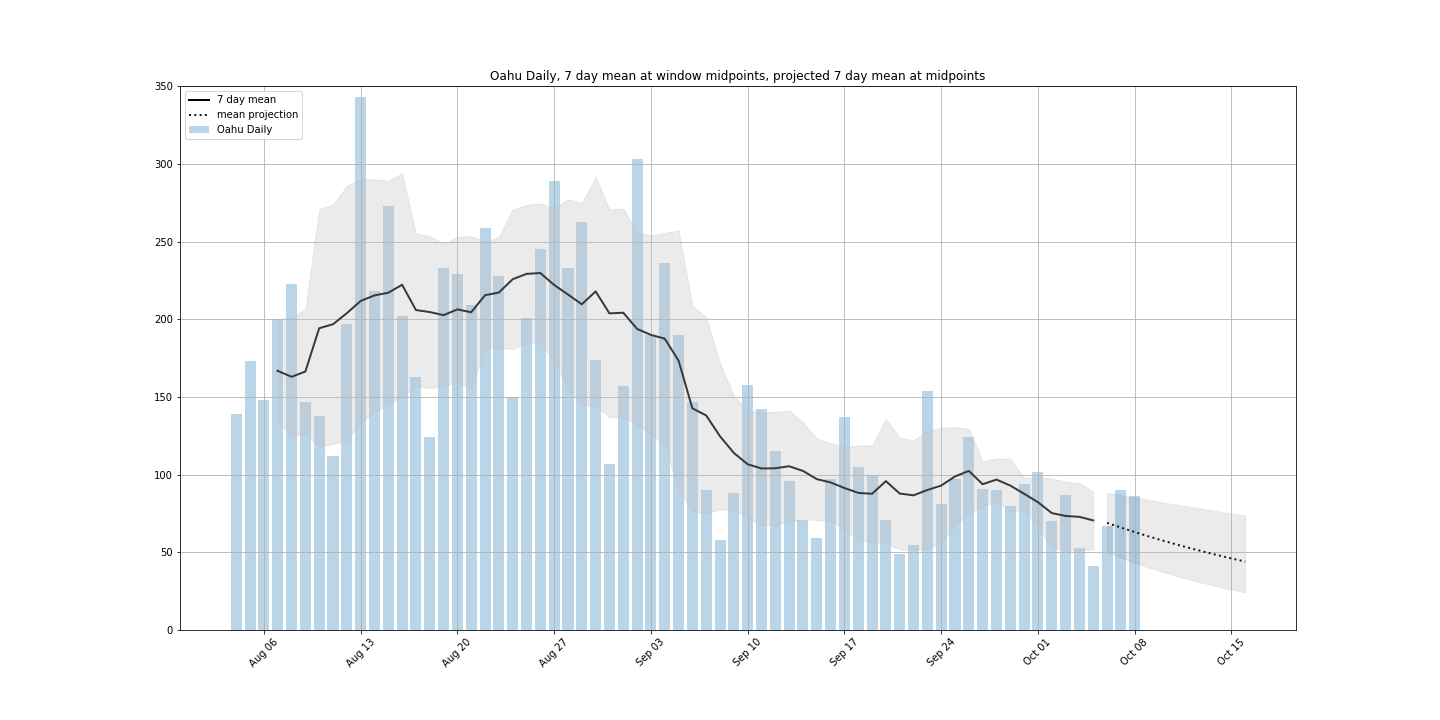 Oahu Daily, 7 day mean at window midpoints, projected 7 day mean at midpoints
7 day mean
mean projection
Oahu Daily
350
300
250
200
150
100
50
0
Aug 06
Aug 13
Aug 20
Aug 27
Sep 03
Sep 10
Sep 17
Sep 24
Oct 01
Oct 08
Oct 15